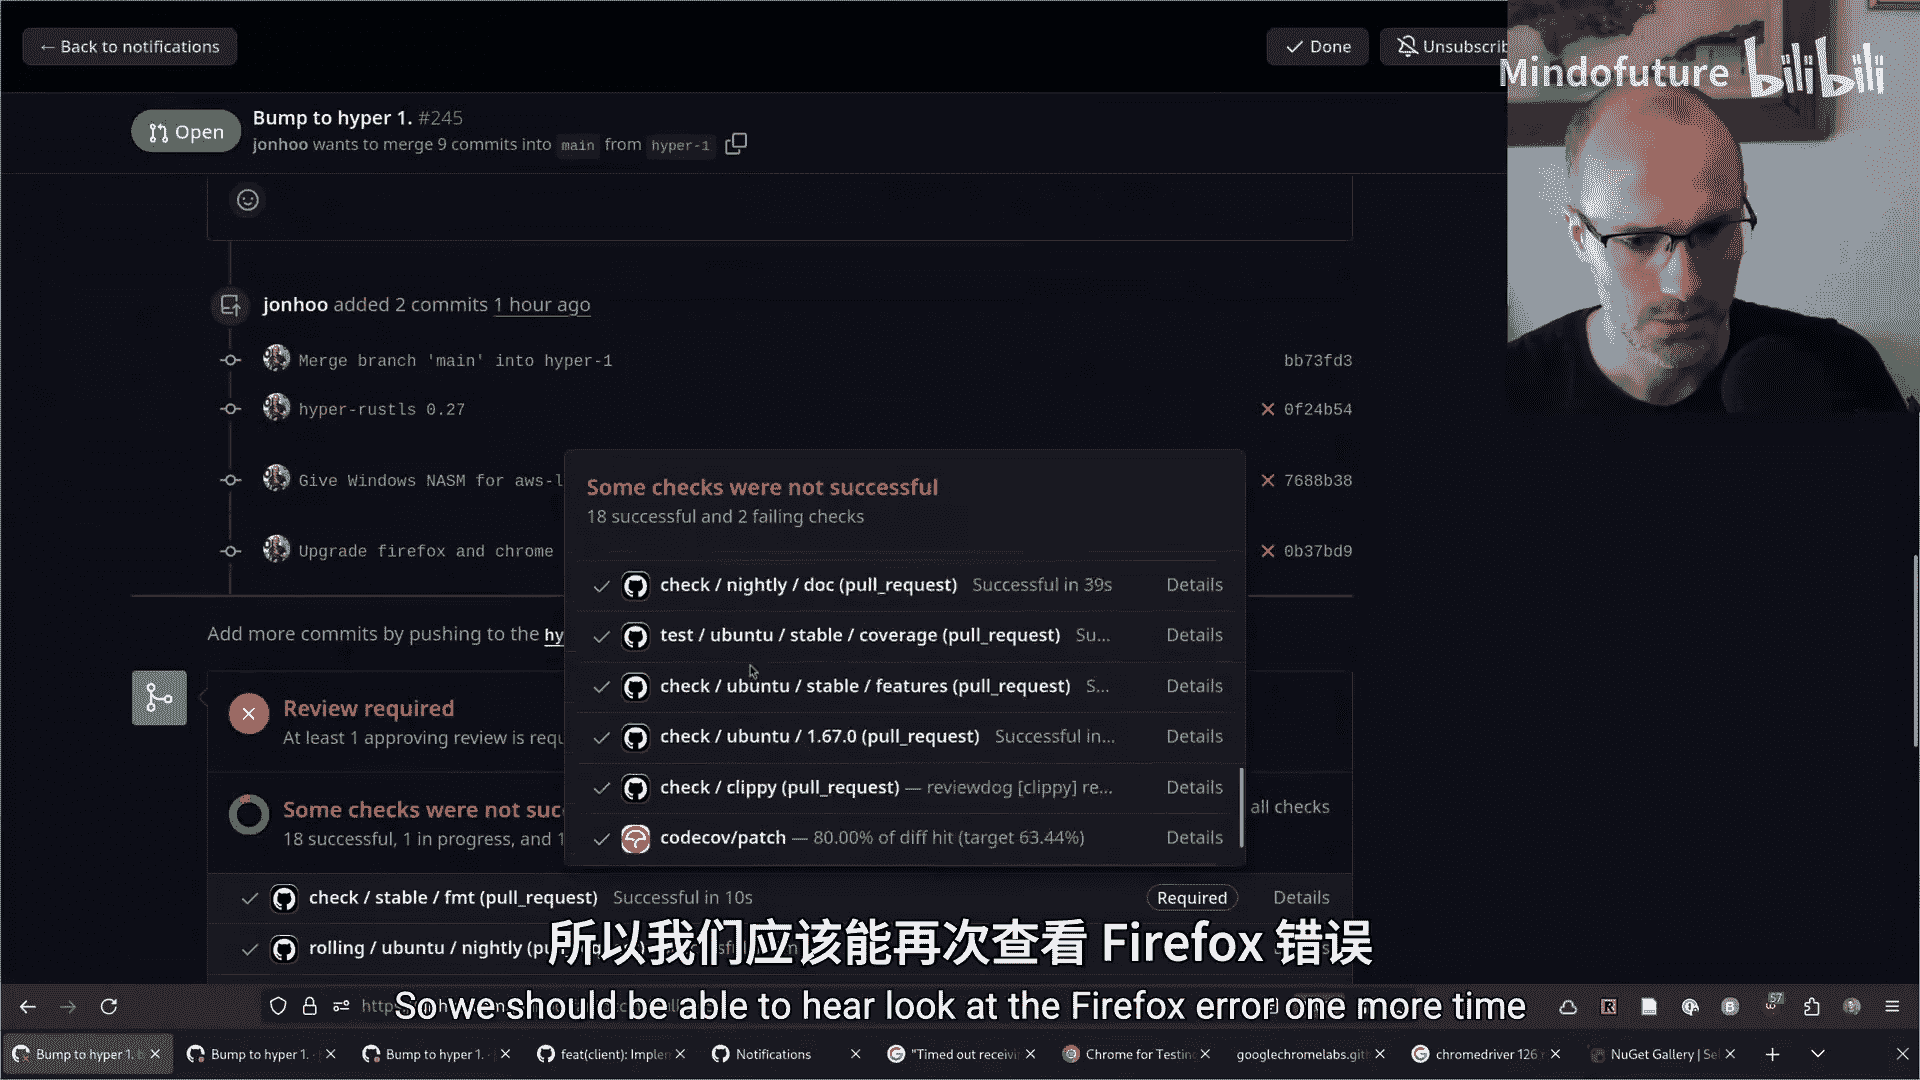 ← Back to notifications
Done
Unsubscrib
Mindofuture bilibili
Open
Bump to hyper 1. #245
jonhoo wants to merge 9 commits into main from hyper-1
jonhoo added 2 commits 1 hour ago
Merge branch 'main' into hyper-1
bb73fd3
hyper-rustls 0.27
0f24b54
Give Windows NASM for aws-l
7688b38
Upgrade firefox and chrome
0b37bd9
Some checks were not successful
18 successful and 2 failing checks
check / nightly / doc (pull_request) Successful in 39s Details
test / ubuntu / stable / coverage (pull_request) Su... Details
check / ubuntu / stable / features (pull_request) S... Details
check / ubuntu / 1.67.0 (pull_request) Successful in... Details
check / clippy (pull_request) — reviewdog [clippy] re... Details
codecov/patch — 80.00% of diff hit (target 63.44%) Details
Add more commits by pushing to the hy
Review required
At least 1 approving review is requ
Some checks were not suc
all checks
18 successful, 1 in progress, and 1
check / stable / fmt (pull_request) Successful in 10s Required Details
rolling / ubuntu / nightly (pu
所以我们应该能再次查看 Firefox 错误
So we should be able to hear look at the Firefox error one more time
57
Bump to hyper 1.
Bump to hyper 1.
Bump to hyper 1.
feat(client): Implen
Notifications
"Timed out receivi
Chrome for Testin
googlechromelabs.git
chromedriver 126
NuGet Gallery | Se